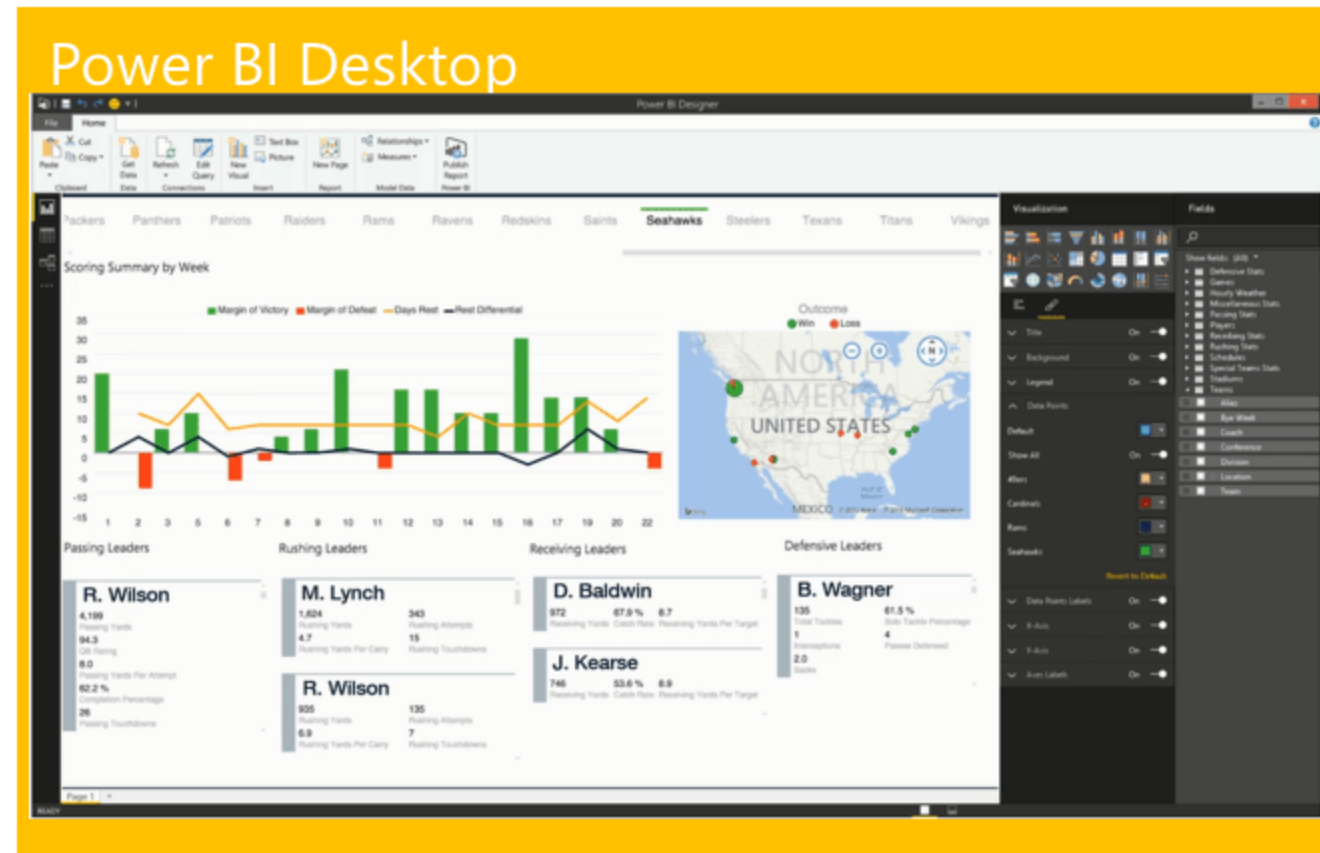 Power BI Desktop
Power BI Designer
File Home
Paste Cut Copy Get Data Refresh Edit Query New Visual Text Box Picture New Page Relationships Measures Publish Report
Clipboard Data Connections Insert Report Model Data Power BI
Packers Panthers Patriots Raiders Rams Ravens Redskins Saints Seahawks Steelers Texans Titans Vikings
Scoring Summary by Week
Margin of Victory Margin of Defeat Days Rest Rest Differential
35
30
25
20
15
10
5
0
-5
-10
-15
1 2 3 5 6 7 8 9 10 11 12 13 14 15 16 17 19 20 22
Outcome
Win Loss
NORTH
AMERICA
UNITED STATES
MEXICO
Passing Leaders
R. Wilson
4,199
Passing Yards
94.3
QB Rating
8.0
Passing Yards Per Attempt
62.2 %
Completion Percentage
26
Passing Touchdowns
Rushing Leaders
M. Lynch
1,624 343
Rushing Yards Rushing Attempts
4.7 15
Rushing Yards Per Carry Rushing Touchdowns
R. Wilson
935 135
Rushing Yards Rushing Attempts
6.9 7
Rushing Yards Per Carry Rushing Touchdowns
Receiving Leaders
D. Baldwin
972 67.9 % 8.7
Receiving Yards Catch Rate Receiving Yards Per Target
J. Kearse
746 53.6 % 8.9
Receiving Yards Catch Rate Receiving Yards Per Target
Defensive Leaders
B. Wagner
135 61.5 %
Total Tackles Solo Tackle Percentage
1 4
Interceptions Passes Defensed
2.0
Sacks
Visualization
Title On
Background On
Legend On
Data Points
Default
Show All On
49ers
Cardinals
Rams
Seahawks
Revert to Default
Data Points Labels On
X-Axis On
Y-Axis On
Axes Labels On
Fields
Show fields: (All)
Defensive Stats
Games
Hourly Weather
Miscellaneous Stats
Passing Stats
Players
Receiving Stats
Rushing Stats
Schedules
Special Teams Stats
Stadiums
Teams
Alias
Bye Week
Coach
Conference
Division
Location
Team
Page 1
READY